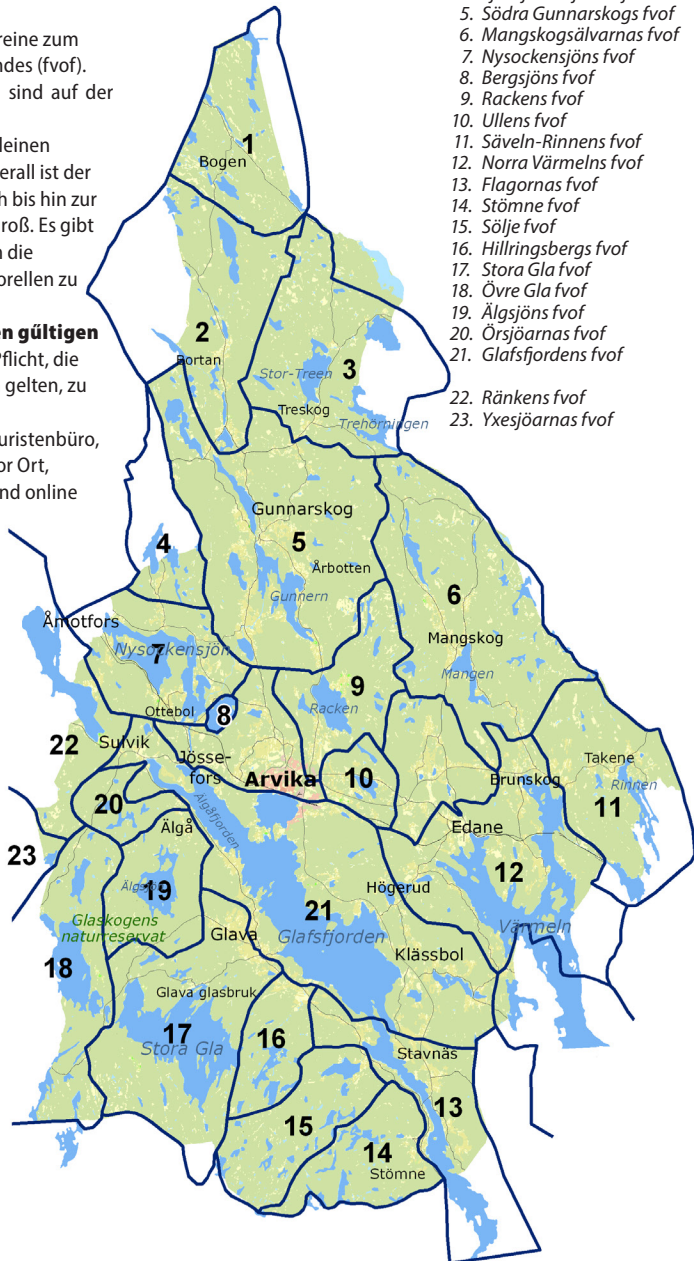 reine zum
ndes (fvof).
sind auf der
leinen
erall ist der
h bis hin zur
roß. Es gibt
n die
orellen zu
en gűltigen
Pflicht, die
gelten, zu
uristenbüro,
or Ort,
nd online
5. Södra Gunnarskogs fvof
6. Mangskogsälvarnas fvof
7. Nysockensjöns fvof
8. Bergsjöns fvof
9. Rackens fvof
10. Ullens fvof
11. Säveln-Rinnens fvof
12. Norra Värmelns fvof
13. Flagornas fvof
14. Stömne fvof
15. Sölje fvof
16. Hillringsbergs fvof
17. Stora Gla fvof
18. Övre Gla fvof
19. Älgsjöns fvof
20. Örsjöarnas fvof
21. Glafsfjordens fvof
22. Ränkens fvof
23. Yxesjöarnas fvof
1
Bogen
2
Bortan
Stor-Treen
3
Treskog
Trehörningen
Gunnarskog
4
5
Årbotten
Gunnern
6
Åmotfors
Mangskog
Nysockensjön
7
Mangen
9
Racken
Ottebol
8
22
Sulvik
Jösse-
fors
Arvika
10
Brunskog
Takene
Rinnen
11
20
Älgåfjorden
Älgå
Edane
23
19
12
Högerud
21
Glaskogens
naturreservat
Glava
Glafsfjorden
Värmeln
18
Klässbol
Glava glasbruk
17
Stora Gla
16
Stavnäs
13
15
14
Stömne